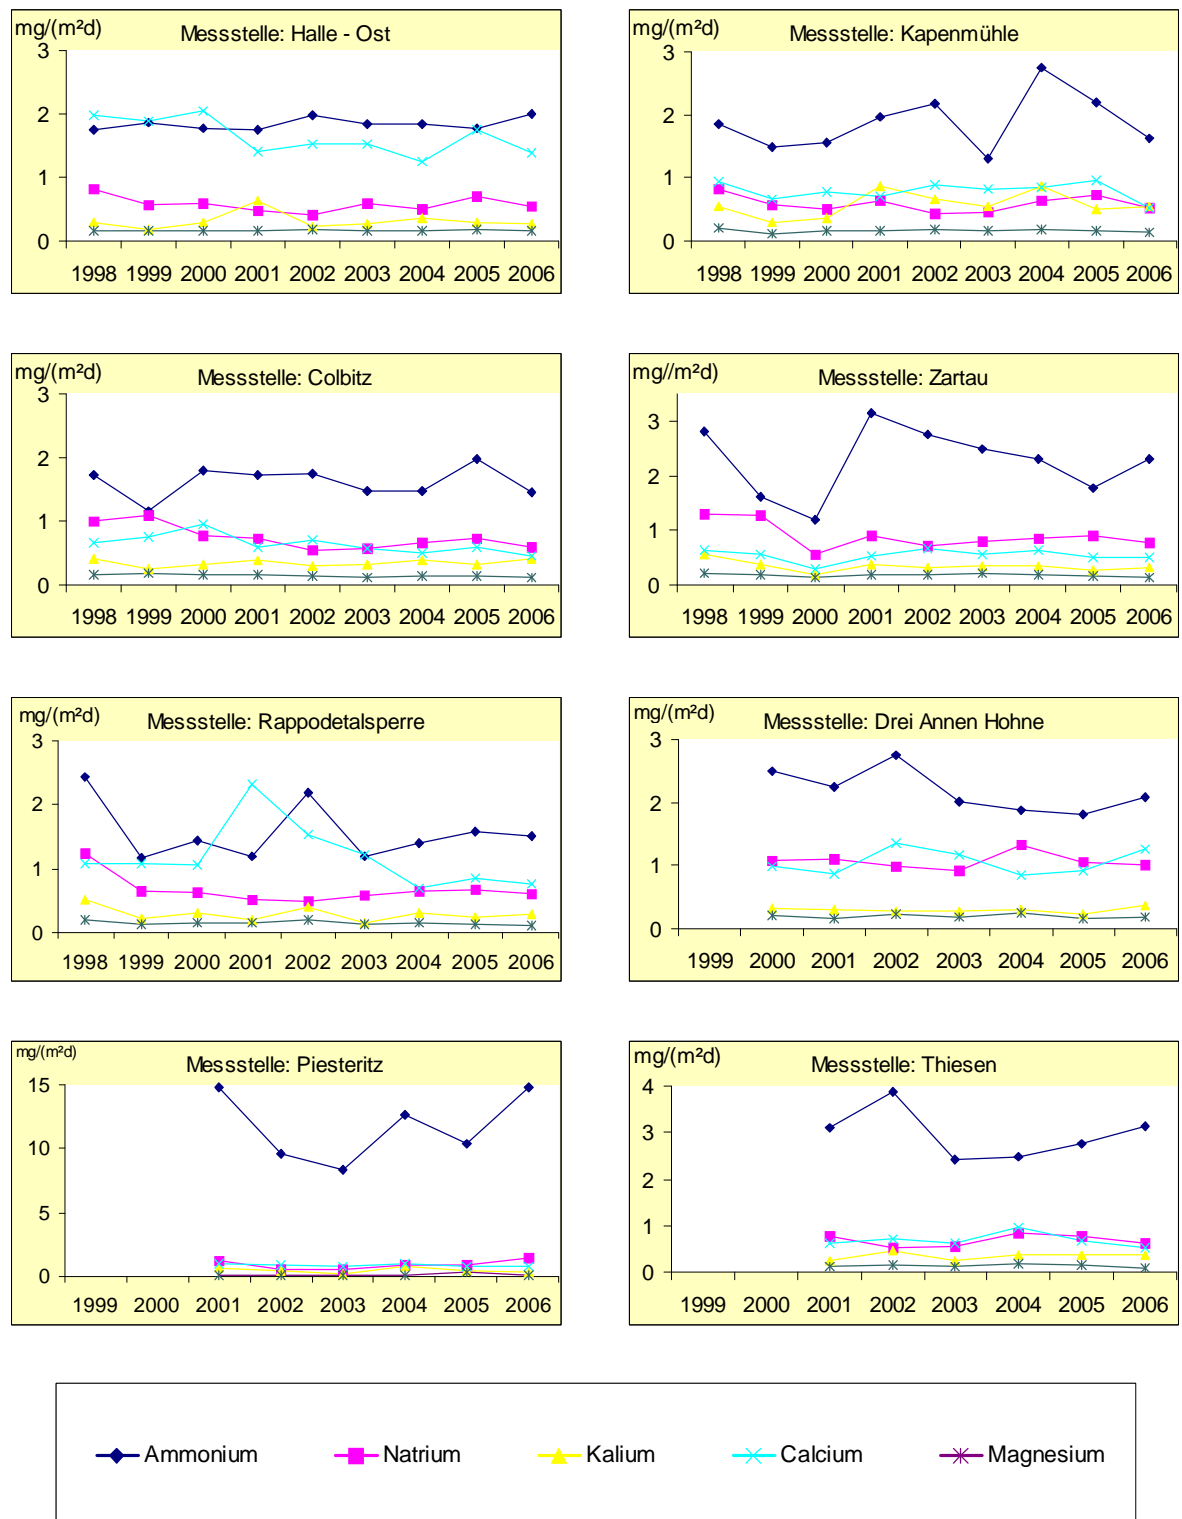 mg/(m²d)
Messstelle: Halle - Ost
3
2
1
0
1998 1999 2000 2001 2002 2003 2004 2005 2006
mg/(m²d)
Messstelle: Kapenmühle
3
2
1
0
1998 1999 2000 2001 2002 2003 2004 2005 2006
mg/(m²d)
Messstelle: Colbitz
3
2
1
0
1998 1999 2000 2001 2002 2003 2004 2005 2006
mg//m²d)
Messstelle: Zartau
3
2
1
0
1998 1999 2000 2001 2002 2003 2004 2005 2006
mg/(m²d)
Messstelle: Rappodetalsperre
3
2
1
0
1998 1999 2000 2001 2002 2003 2004 2005 2006
mg/(m²d)
Messstelle: Drei Annen Hohne
3
2
1
0
1999 2000 2001 2002 2003 2004 2005 2006
mg/(m²d)
Messstelle: Piesteritz
15
10
5
0
1999 2000 2001 2002 2003 2004 2005 2006
mg/(m²d)
Messstelle: Thiesen
4
3
2
1
0
1999 2000 2001 2002 2003 2004 2005 2006
Ammonium Natrium Kalium Calcium Magnesium